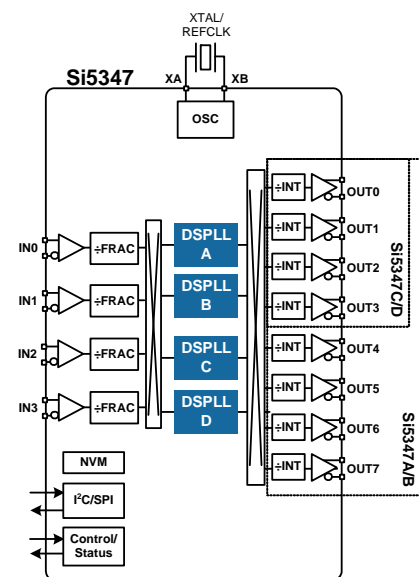 XTAL/
REFCLK
Si5347
XA
XB
OSC
IN0
÷FRAC
IN1
÷FRAC
IN2
÷FRAC
IN3
÷FRAC
DSPLL
A
DSPLL
B
DSPLL
C
DSPLL
D
÷INT
OUT0
÷INT
OUT1
÷INT
OUT2
÷INT
OUT3
÷INT
OUT4
÷INT
OUT5
÷INT
OUT6
÷INT
OUT7
Si5347C/D
Si5347A/B
NVM
I²C/SPI
Control/
Status